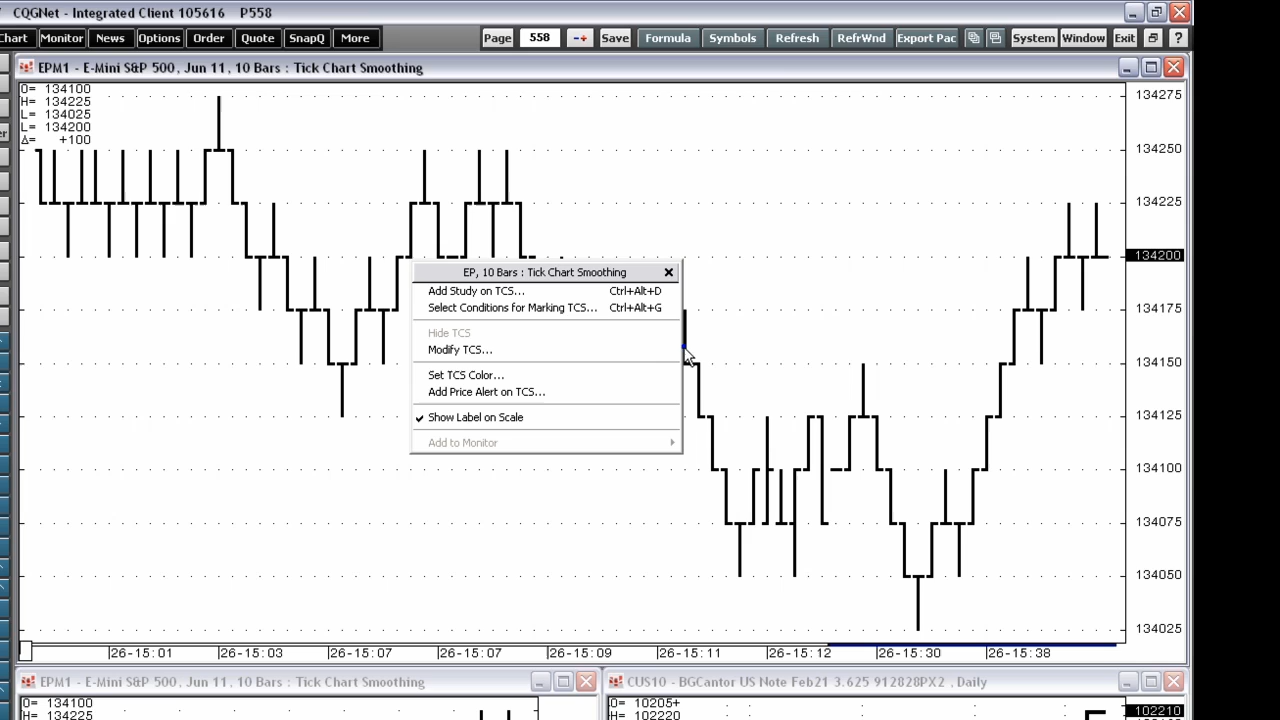 CQGNet - Integrated Client 105616 P558
Chart Monitor News Options Order Quote SnapQ More Page 558 -+ Save Formula Symbols Refresh RefrWnd Export Pac System Window Exit ?
EPM1 - E-Mini S&P 500, Jun 11, 10 Bars : Tick Chart Smoothing
O= 134100
H= 134225
L= 134025
L= 134200
Δ= +100
134275
134250
134225
134200
134175
134150
134125
134100
134075
134050
134025
EP, 10 Bars : Tick Chart Smoothing
Add Study on TCS... Ctrl+Alt+D
Select Conditions for Marking TCS... Ctrl+Alt+G
Hide TCS
Modify TCS...
Set TCS Color...
Add Price Alert on TCS...
Show Label on Scale
Add to Monitor
26-15:01 26-15:03 26-15:07 26-15:07 26-15:09 26-15:11 26-15:12 26-15:30 26-15:38
EPM1 - E-Mini S&P 500, Jun 11, 10 Bars : Tick Chart Smoothing
O= 134100
H= 134225
CUS10 - BGCantor US Note Feb21 3.625 912828PX2, Daily
O= 10205+
H= 102220
102210